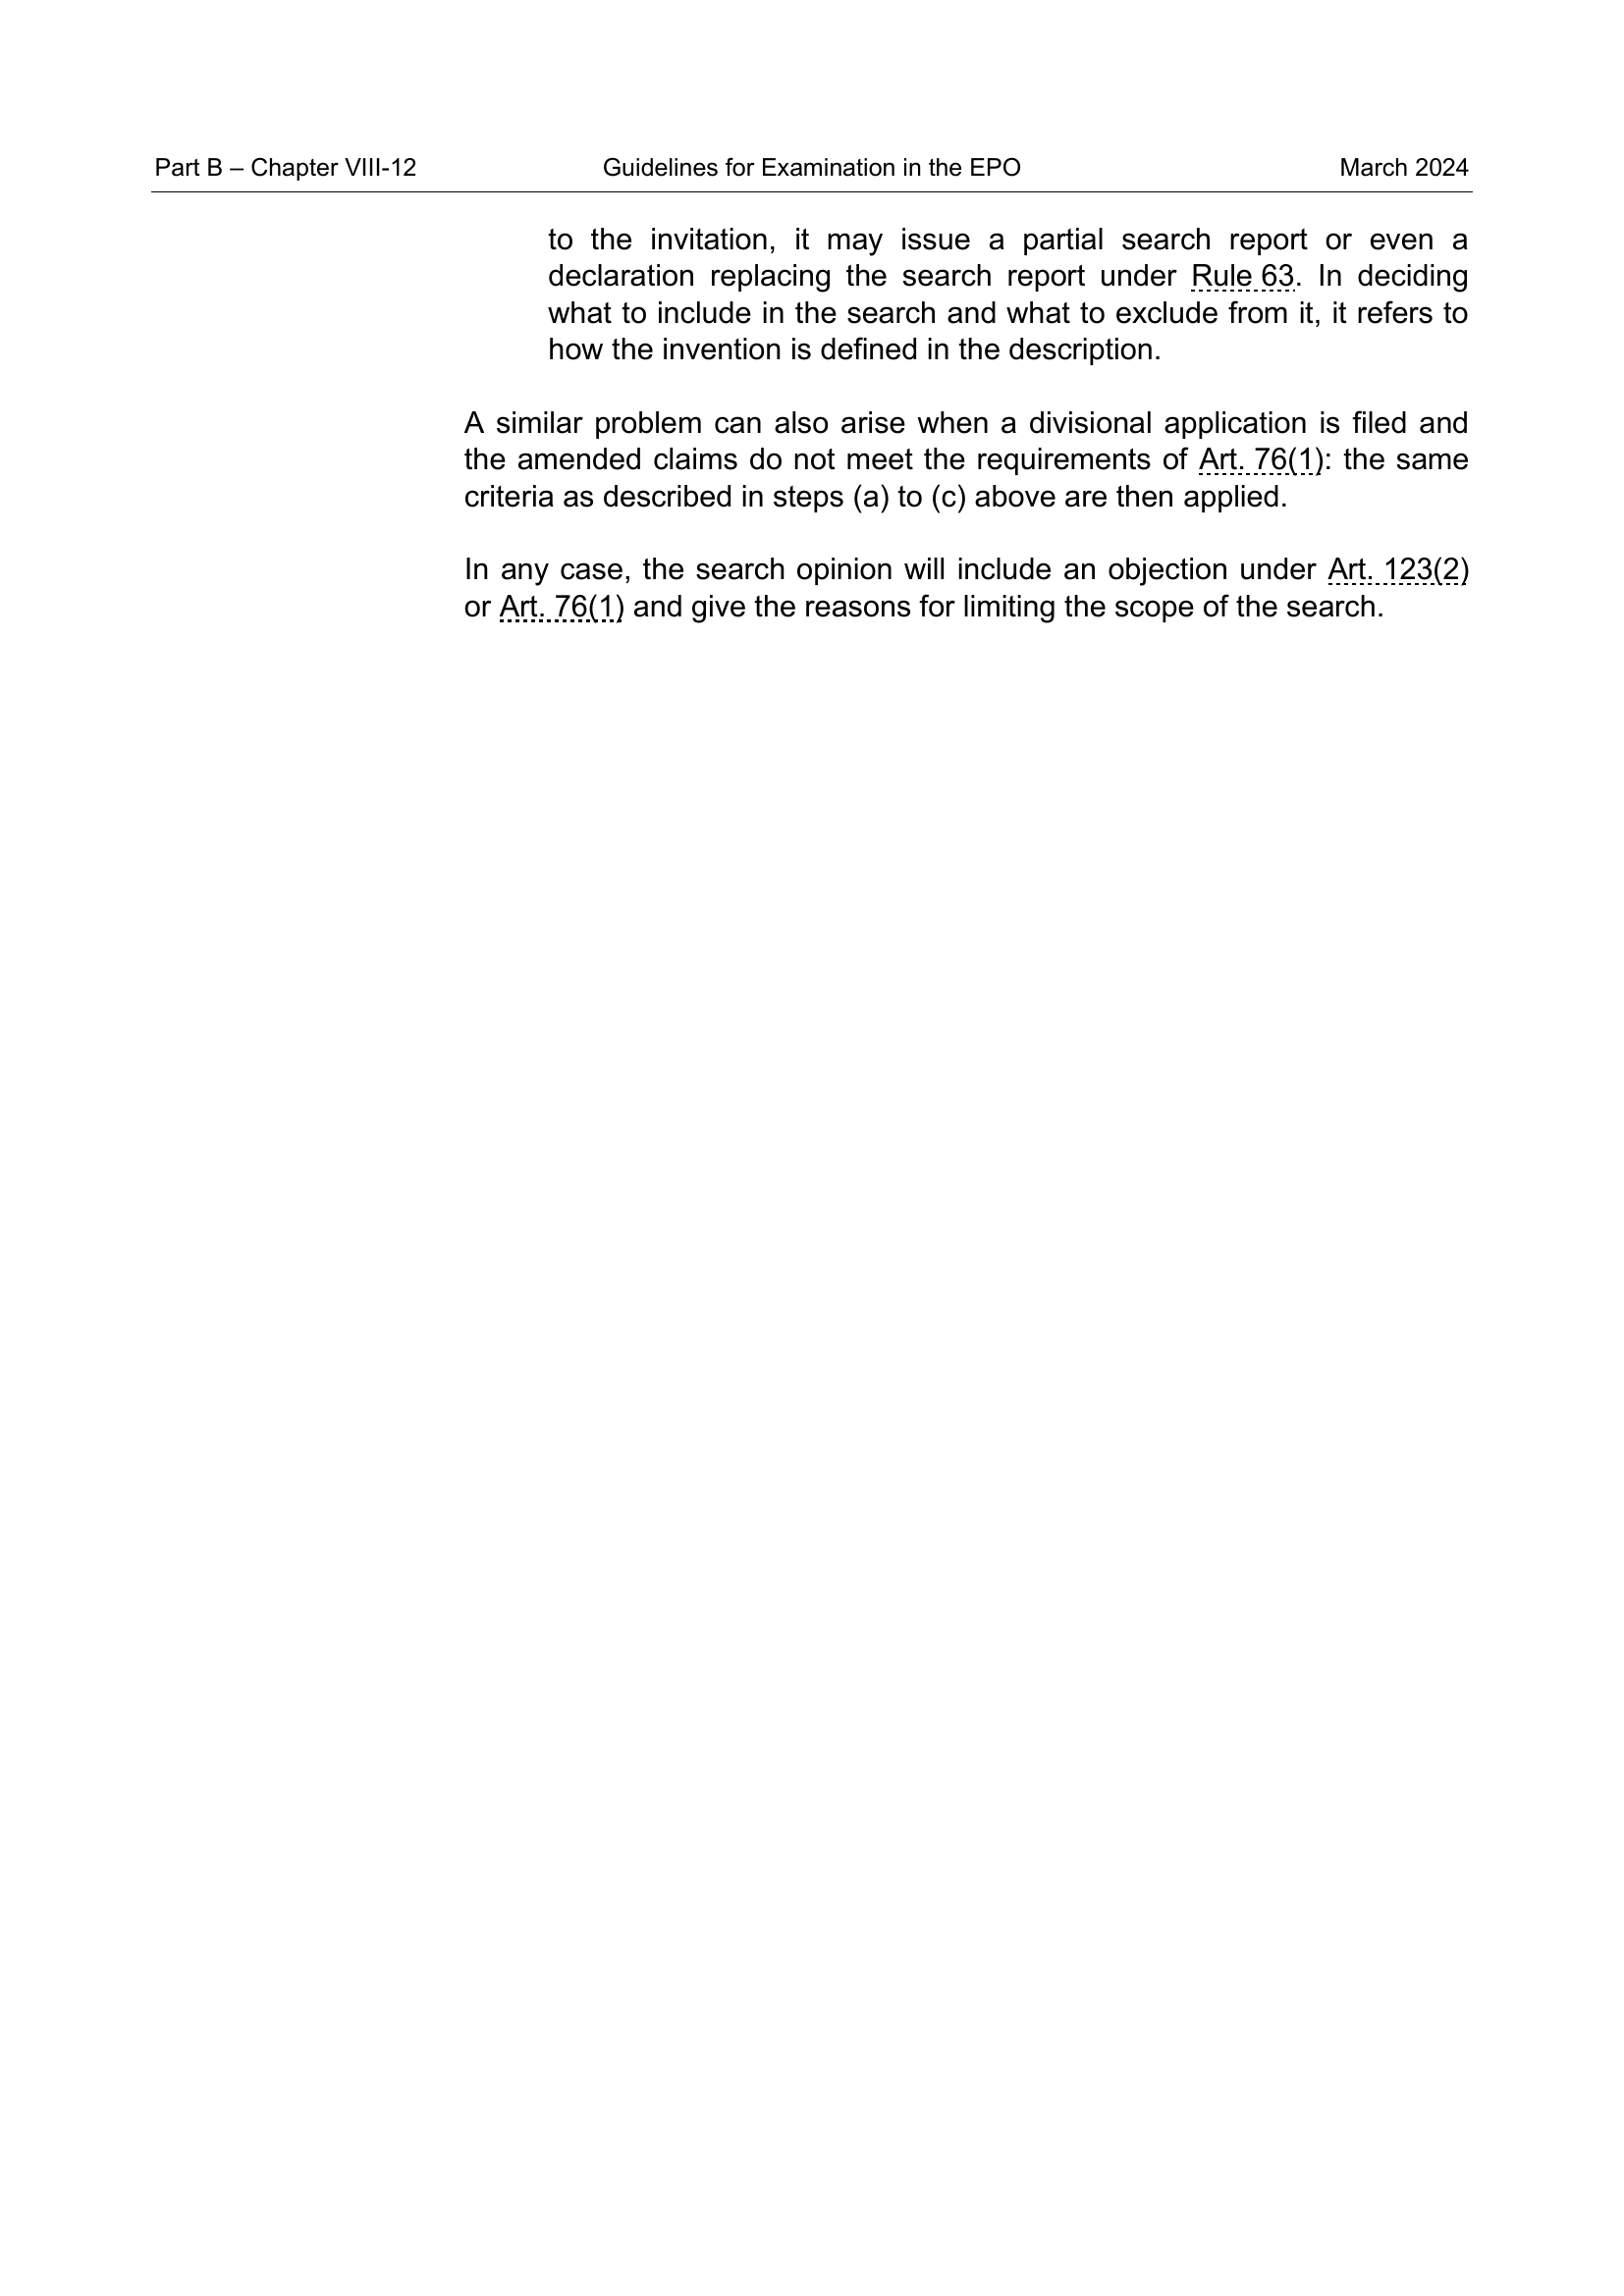 Part B – Chapter VIII-12 Guidelines for Examination in the EPO March 2024
to the invitation, it may issue a partial search report or even a
declaration replacing the search report under Rule 63. In deciding
what to include in the search and what to exclude from it, it refers to
how the invention is defined in the description.
A similar problem can also arise when a divisional application is filed and
the amended claims do not meet the requirements of Art. 76(1): the same
criteria as described in steps (a) to (c) above are then applied.
In any case, the search opinion will include an objection under Art. 123(2)
or Art. 76(1) and give the reasons for limiting the scope of the search.